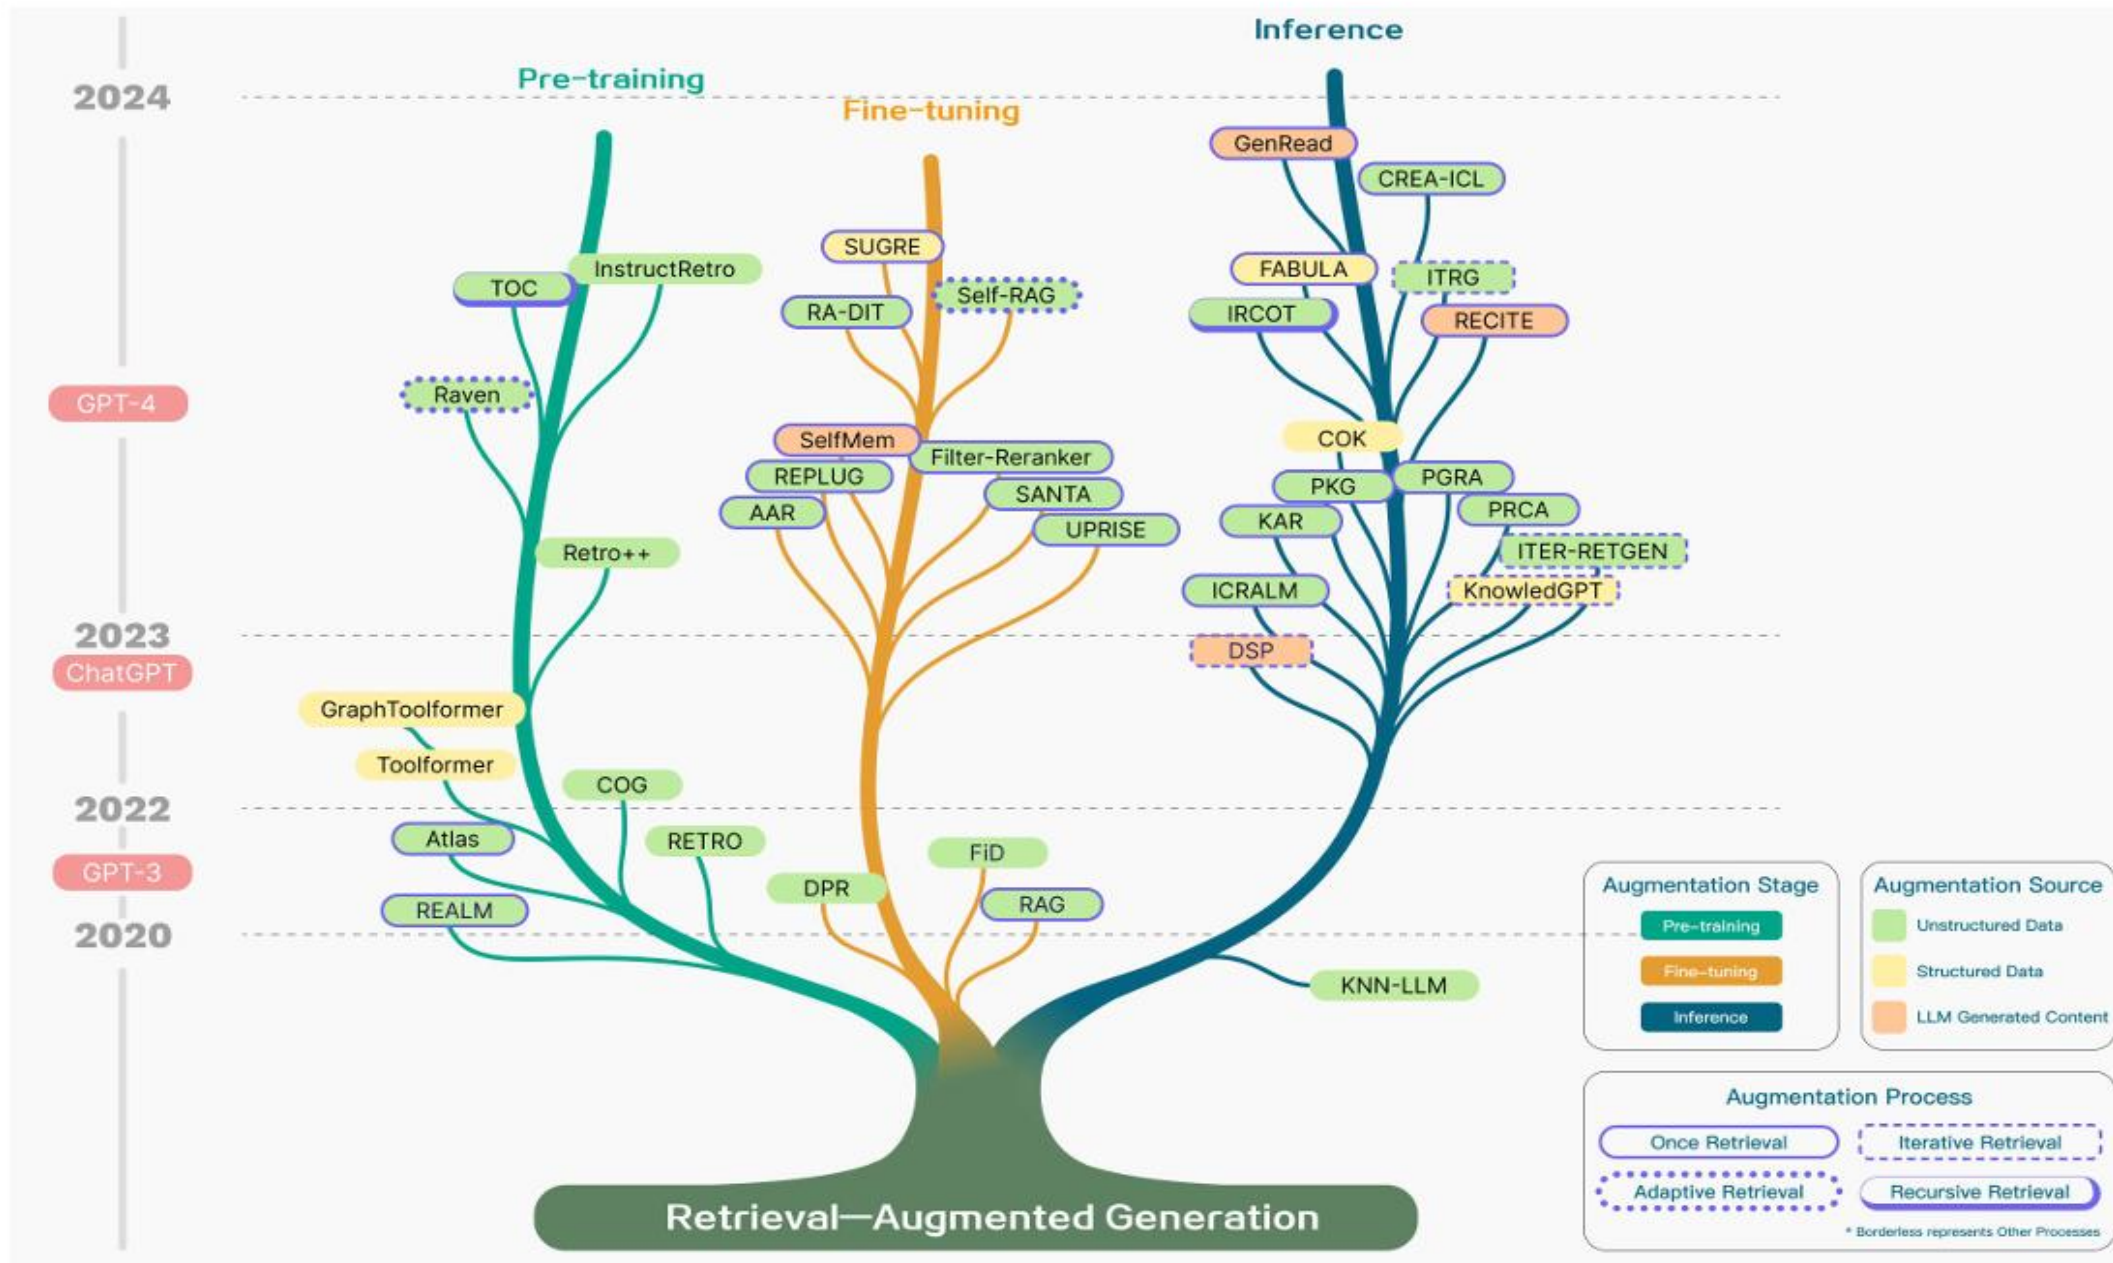 Inference
Pre-training
2024
Fine-tuning
GenRead
CREA-ICL
SUGRE
InstructRetro
FABULA
ITRG
TOC
Self-RAG
RA-DIT
IRCOT
RECITE
Raven
GPT-4
SelfMem
COK
Filter-Reranker
REPLUG
PKG
PGRA
SANTA
AAR
PRCA
KAR
UPRISE
Retro++
ITER-RETGEN
ICRALM
KnowledGPT
2023
DSP
ChatGPT
GraphToolformer
Toolformer
COG
2022
Atlas
RETRO
FiD
GPT-3
DPR
RAG
REALM
2020
KNN-LLM
Augmentation Stage
Pre-training
Fine-tuning
Inference
Augmentation Source
Unstructured Data
Structured Data
LLM Generated Content
Augmentation Process
Once Retrieval
Iterative Retrieval
Adaptive Retrieval
Recursive Retrieval
* Borderless represents Other Processes
Retrieval—Augmented Generation